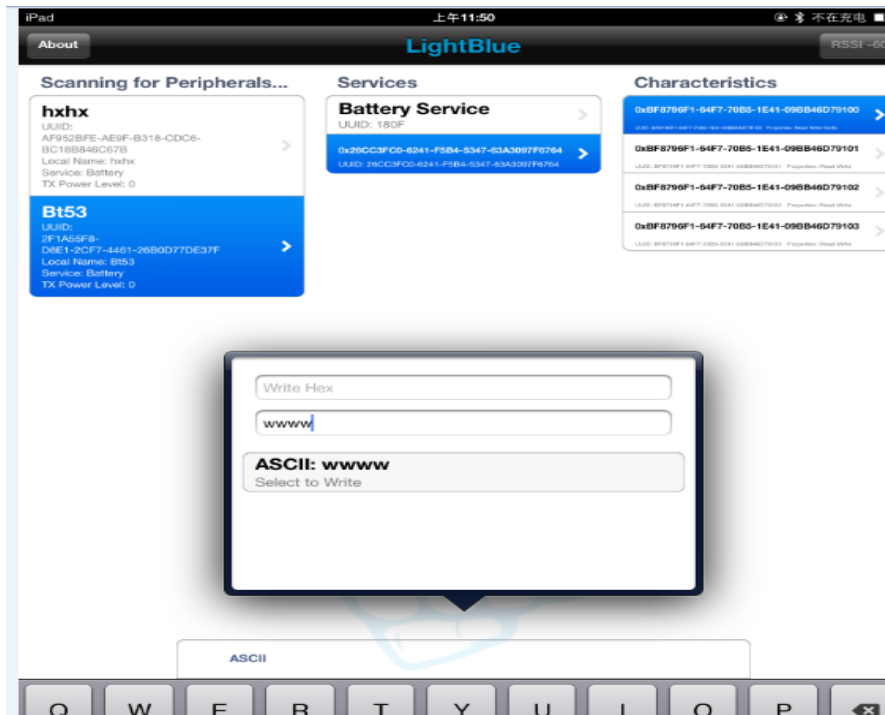 iPad
上午11:50
不在充电
About
LightBlue
RSSI -60
Scanning for Peripherals...
hxhx
UUID:
AF952BFE-AE9F-B318-CDC6-
BC18B846C67B
Local Name: hxhx
Service: Battery
TX Power Level: 0
Bt53
UUID:
2F1A55F8-
D8E1-2CF7-4461-26B0D77DE37F
Local Name: Bt53
Service: Battery
TX Power Level: 0
Services
Battery Service
UUID: 180F
0x26CC3FC0-6241-F5B4-5347-63A3097F6764
UUID: 26CC3FC0-6241-F5B4-5347-63A3097F6764
Characteristics
0xBF8796F1-64F7-70B5-1E41-09BB46D79100
0xBF8796F1-64F7-70B5-1E41-09BB46D79101
0xBF8796F1-64F7-70B5-1E41-09BB46D79102
0xBF8796F1-64F7-70B5-1E41-09BB46D79103
Write Hex
wwww
ASCII: wwww
Select to Write
ASCII
Q W E R T Y U I O P